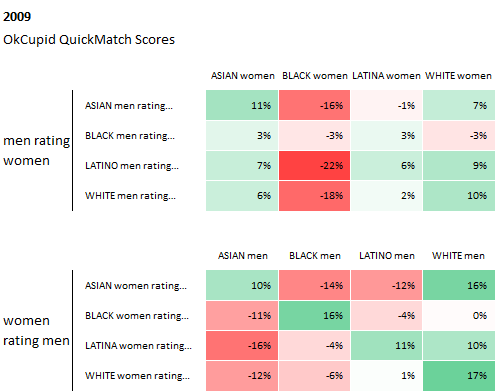 2009
OkCupid QuickMatch Scores
ASIAN women BLACK women LATINA women WHITE women
men rating women
ASIAN men rating... 11% -16% -1% 7%
BLACK men rating... 3% -3% 3% -3%
LATINO men rating... 7% -22% 6% 9%
WHITE men rating... 6% -18% 2% 10%
ASIAN men BLACK men LATINO men WHITE men
women rating men
ASIAN women rating... 10% -14% -12% 16%
BLACK women rating... -11% 16% -4% 0%
LATINA women rating... -16% -4% 11% 10%
WHITE women rating... -12% -6% 1% 17%